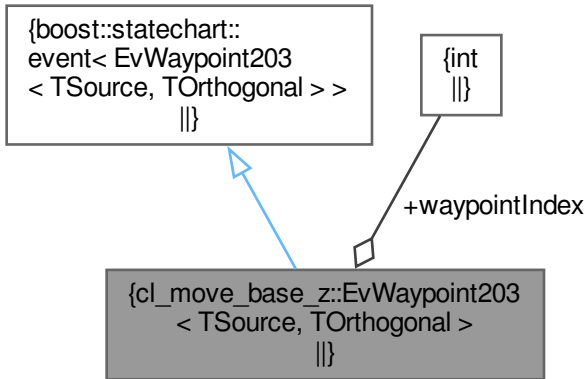 {boost::statechart::
event< EvWaypoint203
< TSource, TOrthogonal > >
||}
{int
||}
+waypointIndex
{cl_move_base_z::EvWaypoint203
< TSource, TOrthogonal >
||}